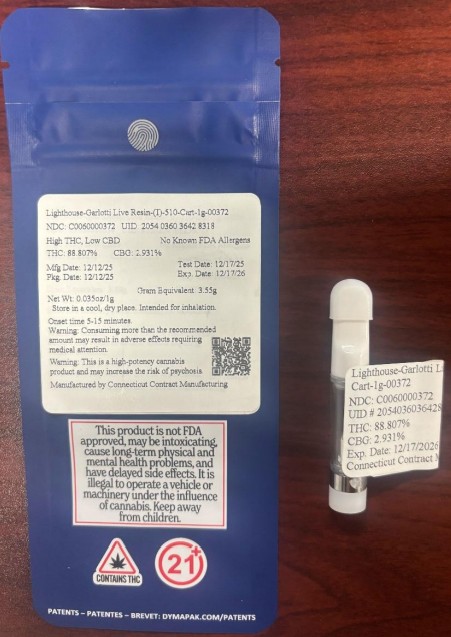 Lighthouse-Garlotti Live Resin-(I)-510-Cart-1g-00372
NDC: C0060000372 UID: 2054 0360 3642 8318
High THC, Low CBD No Known FDA Allergens
THC: 88.807% CBG: 2.931%
Mfg Date: 12/12/25 Test Date: 12/17/25
Pkg. Date: 12/12/25 Exp. Date: 12/17/26
Gram Equivalent: 3.55g
Net Wt: 0.035oz/1g
Store in a cool, dry place. Intended for inhalation.
Onset time 5-15 minutes.
Warning: Consuming more than the recommended
amount may result in adverse effects requiring
medical attention.
Warning: This is a high-potency cannabis
product and may increase the risk of psychosis.
Manufactured by Connecticut Contract Manufacturing
This product is not FDA
approved, may be intoxicating,
cause long-term physical and
mental health problems, and
have delayed side effects. It is
illegal to operate a vehicle or
machinery under the influence
of cannabis. Keep away
from children.
CONTAINS THC
21+
PATENTS – PATENTES – BREVET: DYMAPAK.COM/PATENTS
Lighthouse-Garlotti Li
Cart-1g-00372
NDC: C0060000372
UID # 2054036036428
THC: 88.807%
CBG: 2.931%
Exp. Date: 12/17/2026
Connecticut Contract M